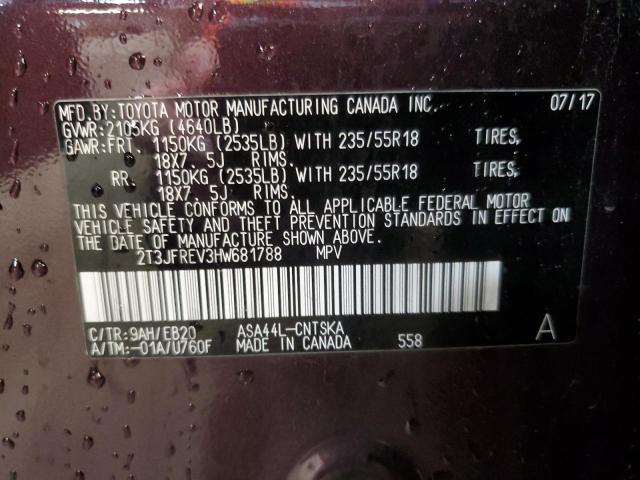 MFD.BY:TOYOTA MOTOR MANUFACTURING CANADA INC. 07/17
GVWR:2105KG (4640LB)
GAWR:FRT. 1150KG (2535LB) WITH 235/55R18 TIRES,
18X7. 5J RIMS.
RR. 1150KG (2535LB) WITH 235/55R18 TIRES,
18X7. 5J RIMS.
THIS VEHICLE CONFORMS TO ALL APPLICABLE FEDERAL MOTOR
VEHICLE SAFETY AND THEFT PREVENTION STANDARDS IN EFFECT ON
THE DATE OF MANUFACTURE SHOWN ABOVE.
2T3JFREV3HW681788 MPV
C/TR:9AH/EB20 ASA44L-CNTSKA A
A/TM:-01A/U760F MADE IN CANADA 558